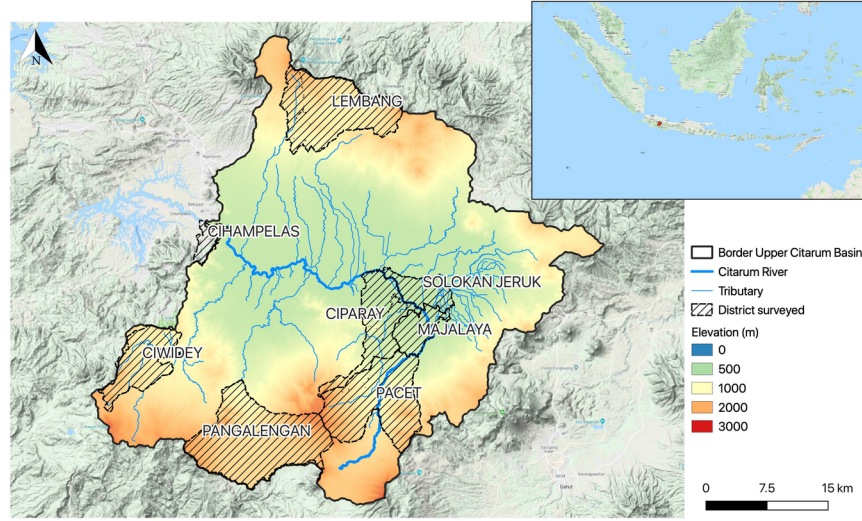 N
LEMBANG
CIHAMPELAS
SOLOKAN JERUK
CIPARAY
MAJALAYA
CIWIDEY
PACET
PANGALENGAN
Border Upper Citarum Basin
Citarum River
Tributary
District surveyed
Elevation (m)
0
500
1000
2000
3000
0 7.5 15 km